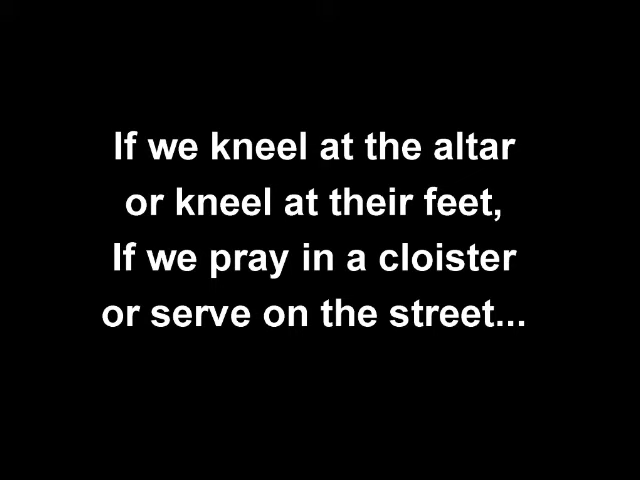 If we kneel at the altar
or kneel at their feet,
If we pray in a cloister
or serve on the street...